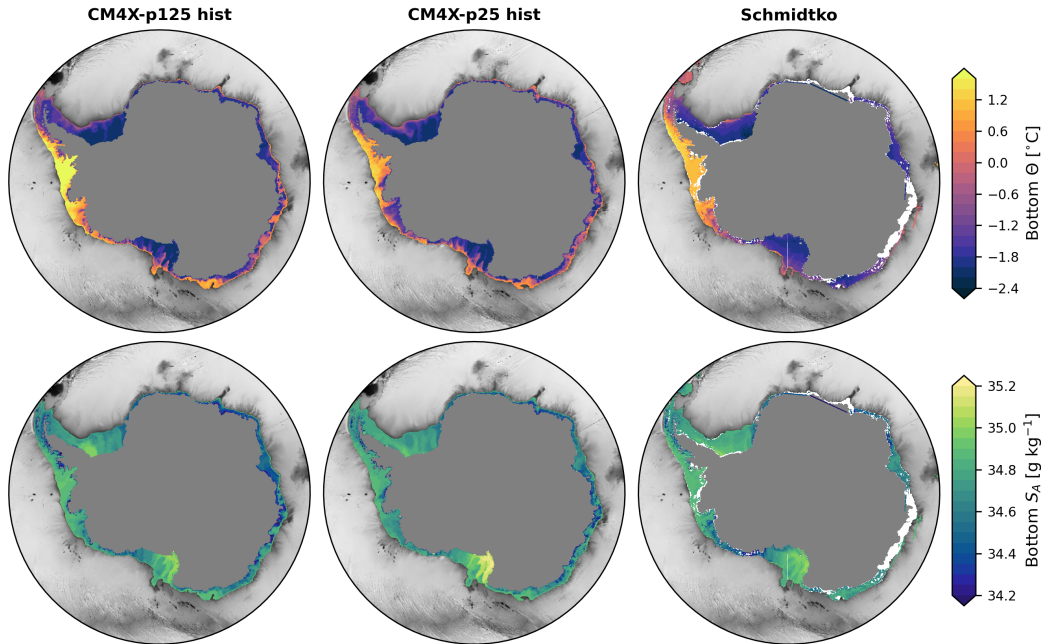 CM4X-p125 hist
CM4X-p25 hist
Schmidtko
1.2
0.6
0.0
−0.6
−1.2
−1.8
−2.4
Bottom Θ [°C]
35.2
35.0
34.8
34.6
34.4
34.2
Bottom S_A [g kg⁻¹]